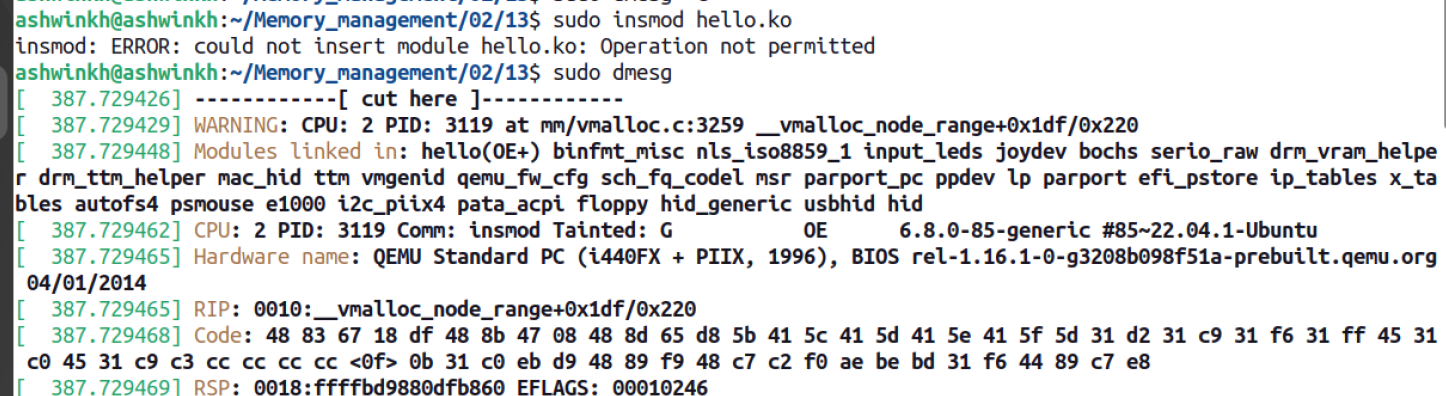 ashwinkh@ashwinkh:~/Memory_management/02/13$ sudo insmod hello.ko
insmod: ERROR: could not insert module hello.ko: Operation not permitted
ashwinkh@ashwinkh:~/Memory_management/02/13$ sudo dmesg
[  387.729426] ------------[ cut here ]------------
[  387.729429] WARNING: CPU: 2 PID: 3119 at mm/vmalloc.c:3259 __vmalloc_node_range+0x1df/0x220
[  387.729448] Modules linked in: hello(OE+) binfmt_misc nls_iso8859_1 input_leds joydev bochs serio_raw drm_vram_helpe
r drm_ttm_helper mac_hid ttm vmgenid qemu_fw_cfg sch_fq_codel msr parport_pc ppdev lp parport efi_pstore ip_tables x_ta
bles autofs4 psmouse e1000 i2c_piix4 pata_acpi floppy hid_generic usbhid hid
[  387.729462] CPU: 2 PID: 3119 Comm: insmod Tainted: G           OE      6.8.0-85-generic #85~22.04.1-Ubuntu
[  387.729465] Hardware name: QEMU Standard PC (i440FX + PIIX, 1996), BIOS rel-1.16.1-0-g3208b098f51a-prebuilt.qemu.org
 04/01/2014
[  387.729465] RIP: 0010:__vmalloc_node_range+0x1df/0x220
[  387.729468] Code: 48 83 67 18 df 48 8b 47 08 48 8d 65 d8 5b 41 5c 41 5d 41 5e 41 5f 5d 31 d2 31 c9 31 f6 31 ff 45 31
 c0 45 31 c9 c3 cc cc cc cc <0f> 0b 31 c0 eb d9 48 89 f9 48 c7 c2 f0 ae be bd 31 f6 44 89 c7 e8
[  387.729469] RSP: 0018:ffffbd9880dfb860 EFLAGS: 00010246